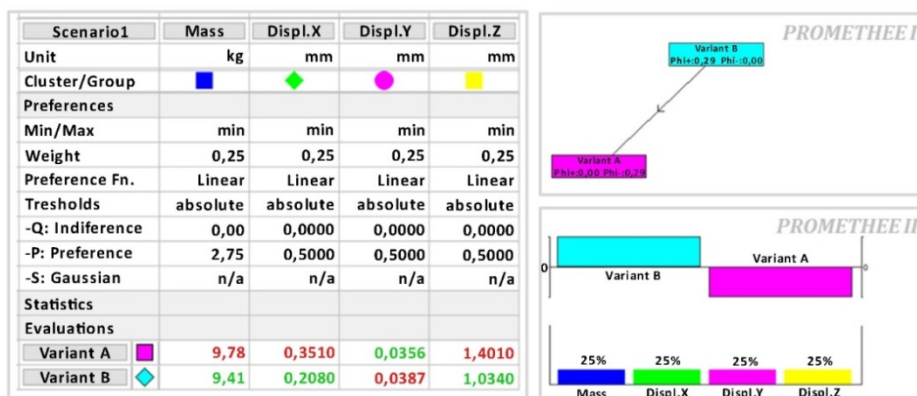 Scenario1 Mass Displ.X Displ.Y Displ.Z
Unit kg mm mm mm
Cluster/Group
Preferences
Min/Max min min min min
Weight 0,25 0,25 0,25 0,25
Preference Fn. Linear Linear Linear Linear
Tresholds absolute absolute absolute absolute
-Q: Indiference 0,00 0,0000 0,0000 0,0000
-P: Preference 2,75 0,5000 0,5000 0,5000
-S: Gaussian n/a n/a n/a n/a
Statistics
Evaluations
Variant A 9,78 0,3510 0,0356 1,4010
Variant B 9,41 0,2080 0,0387 1,0340
PROMETHEE I
Variant B
Phi+:0,29 Phi-:0,00
Variant A
Phi+:0,00 Phi-:0,29
PROMETHEE II
Variant A
0 0
Variant B
25% 25% 25% 25%
Mass Displ.X Displ.Y Displ.Z